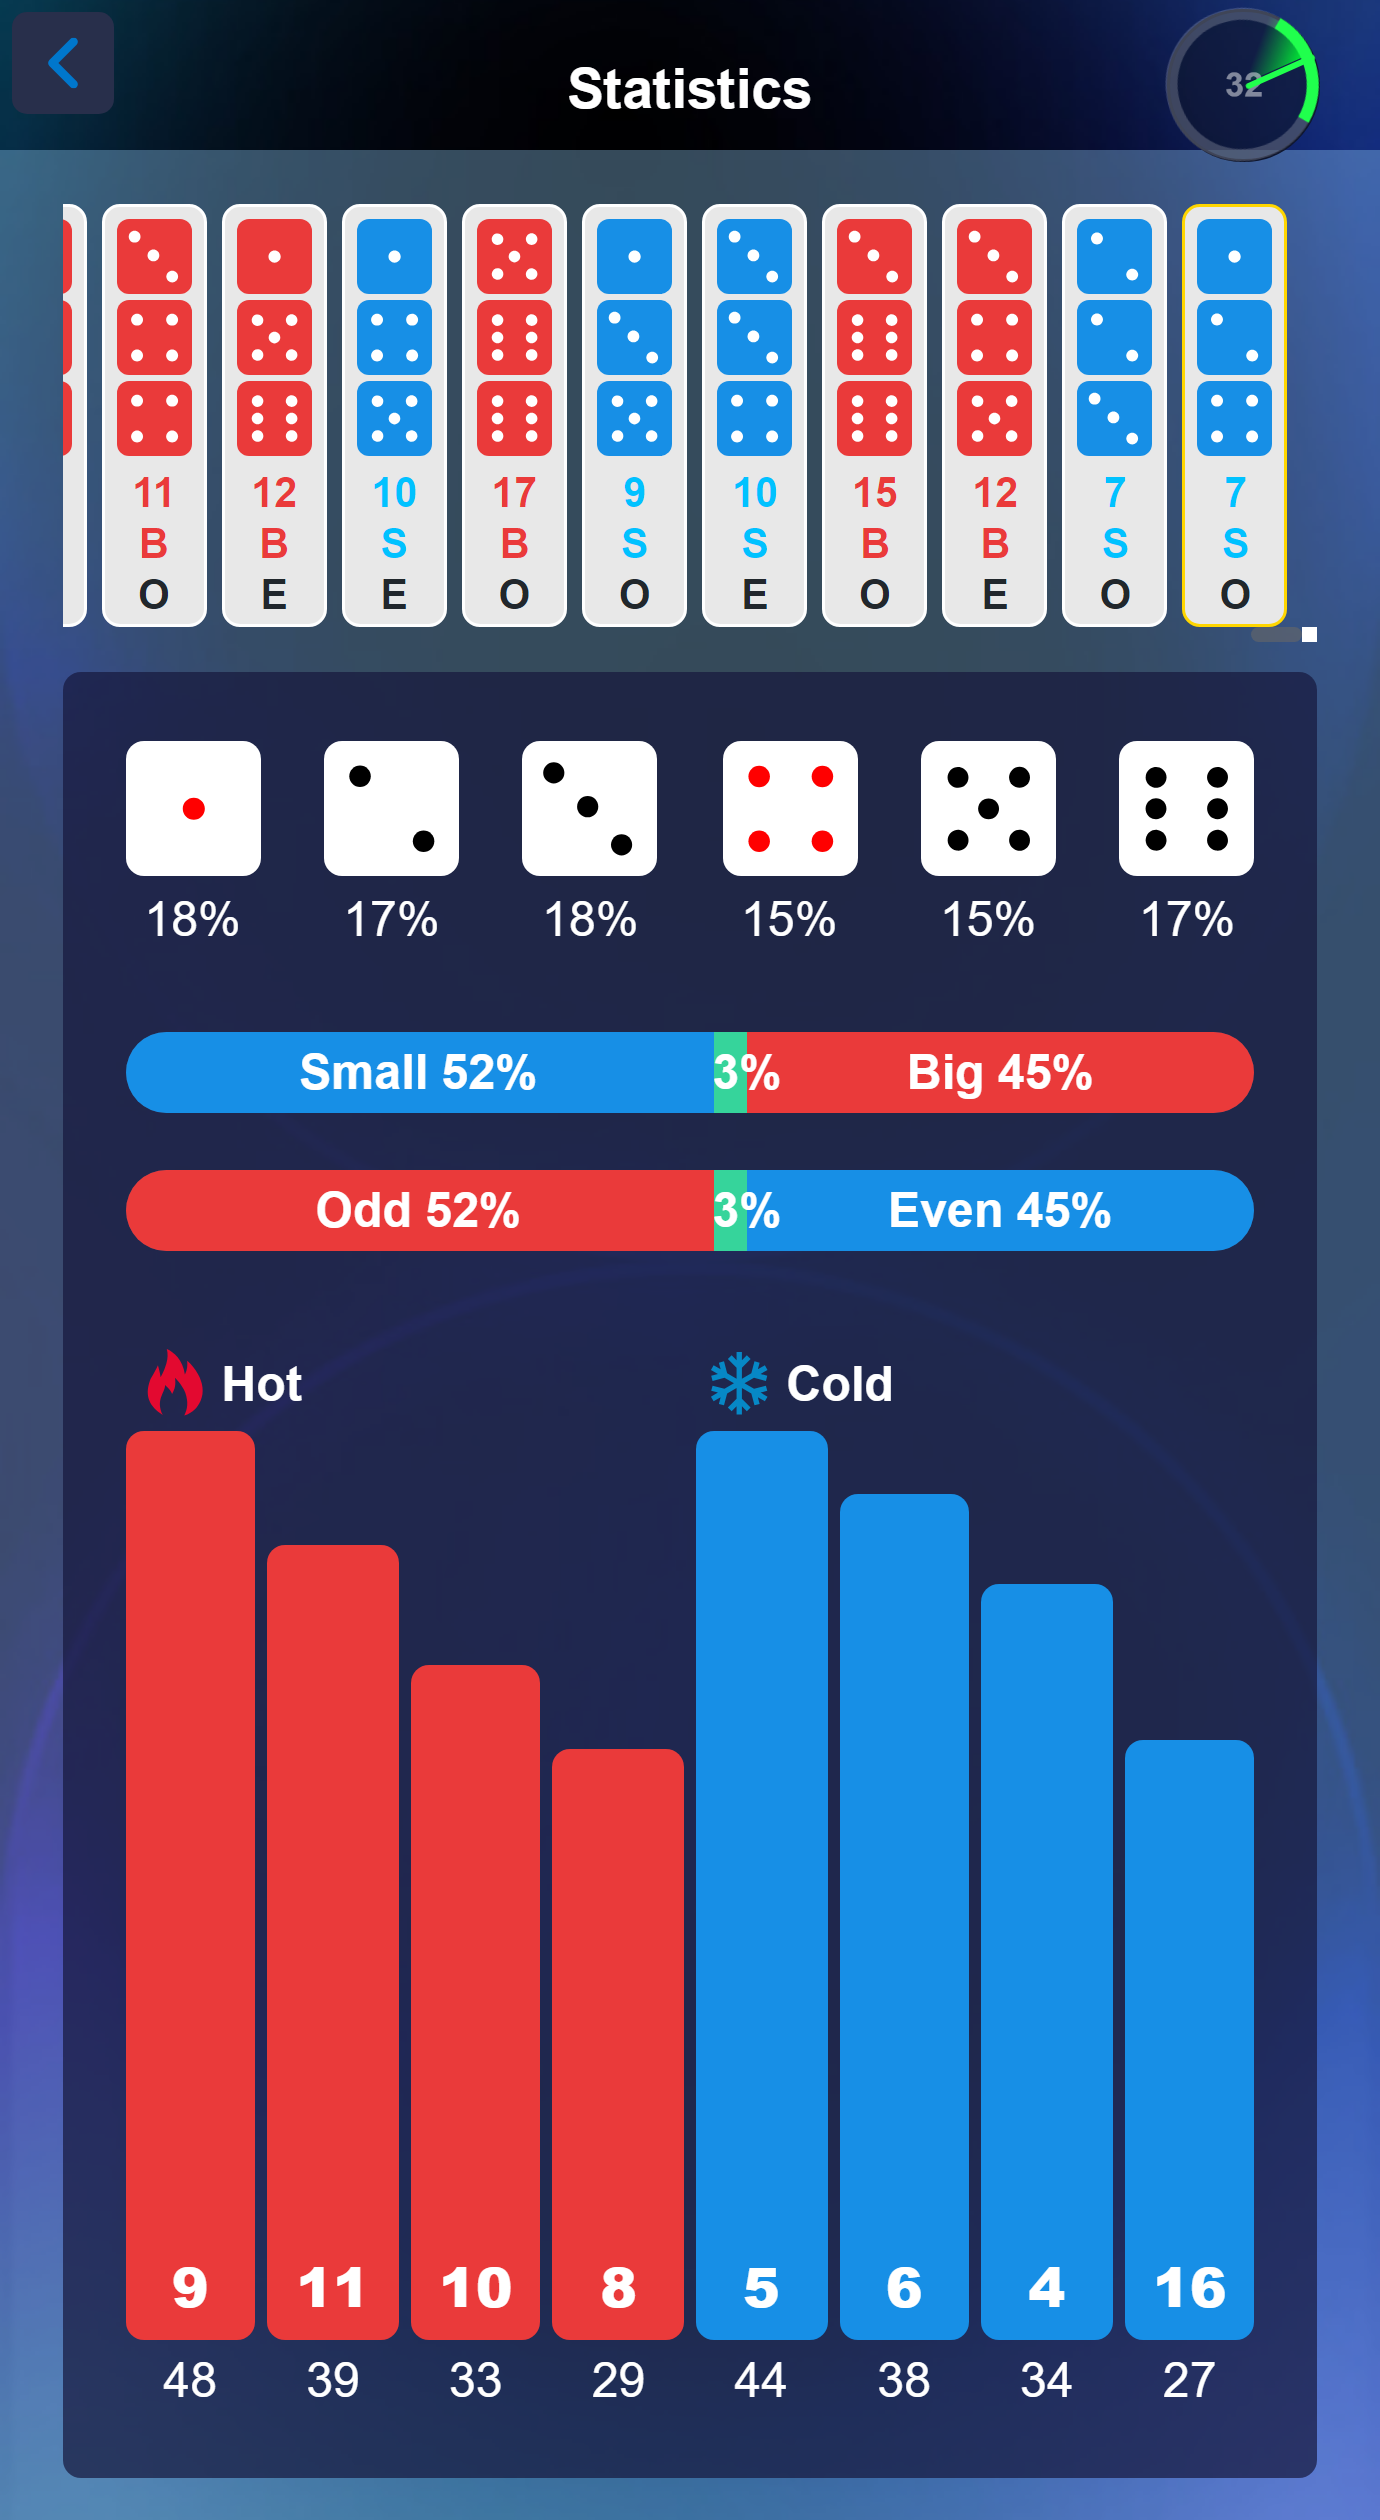 Statistics
32
11 12 10 17 9 10 15 12 7 7
B B S B S S B B S S
O E E O O E O E O O
18% 17% 18% 15% 15% 17%
Small 52% 3% Big 45%
Odd 52% 3% Even 45%
Hot Cold
9 11 10 8 5 6 4 16
48 39 33 29 44 38 34 27